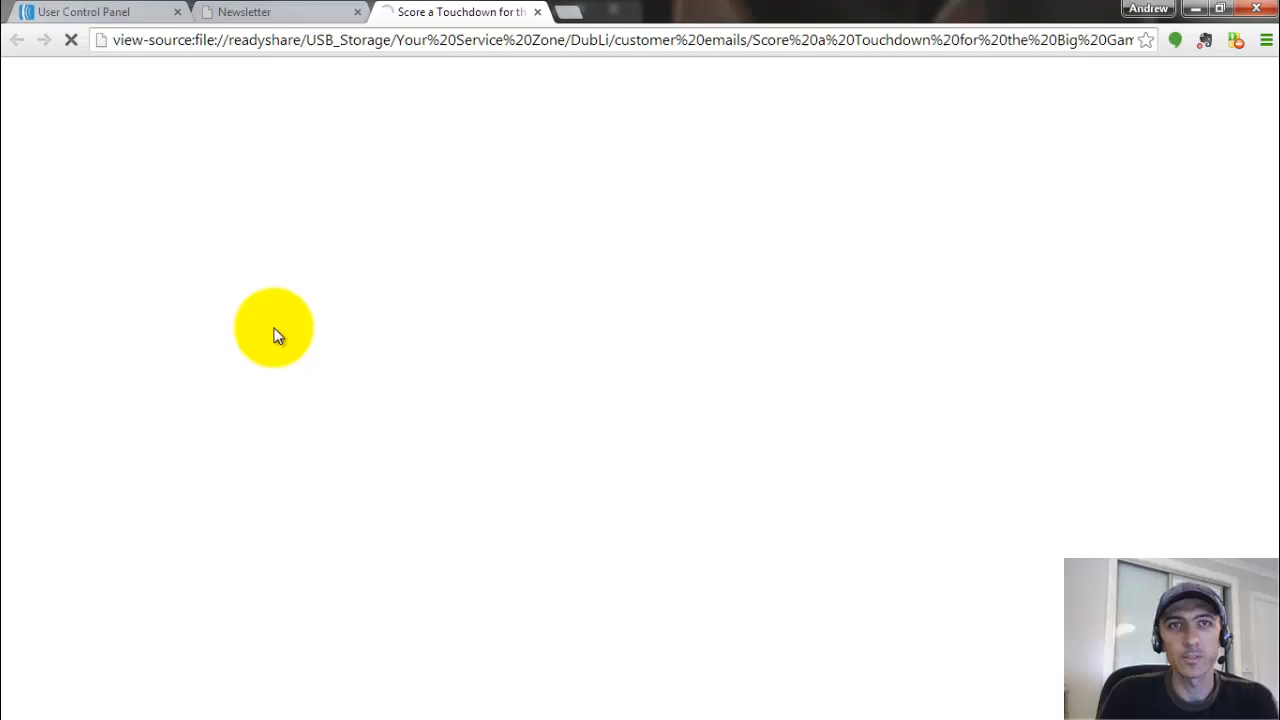 User Control Panel
Newsletter
Score a Touchdown for th
Andrew
view-source:file://readyshare/USB_Storage/Your%20Service%20Zone/DubLi/customer%20emails/Score%20a%20Touchdown%20for%20the%20Big%20Gam